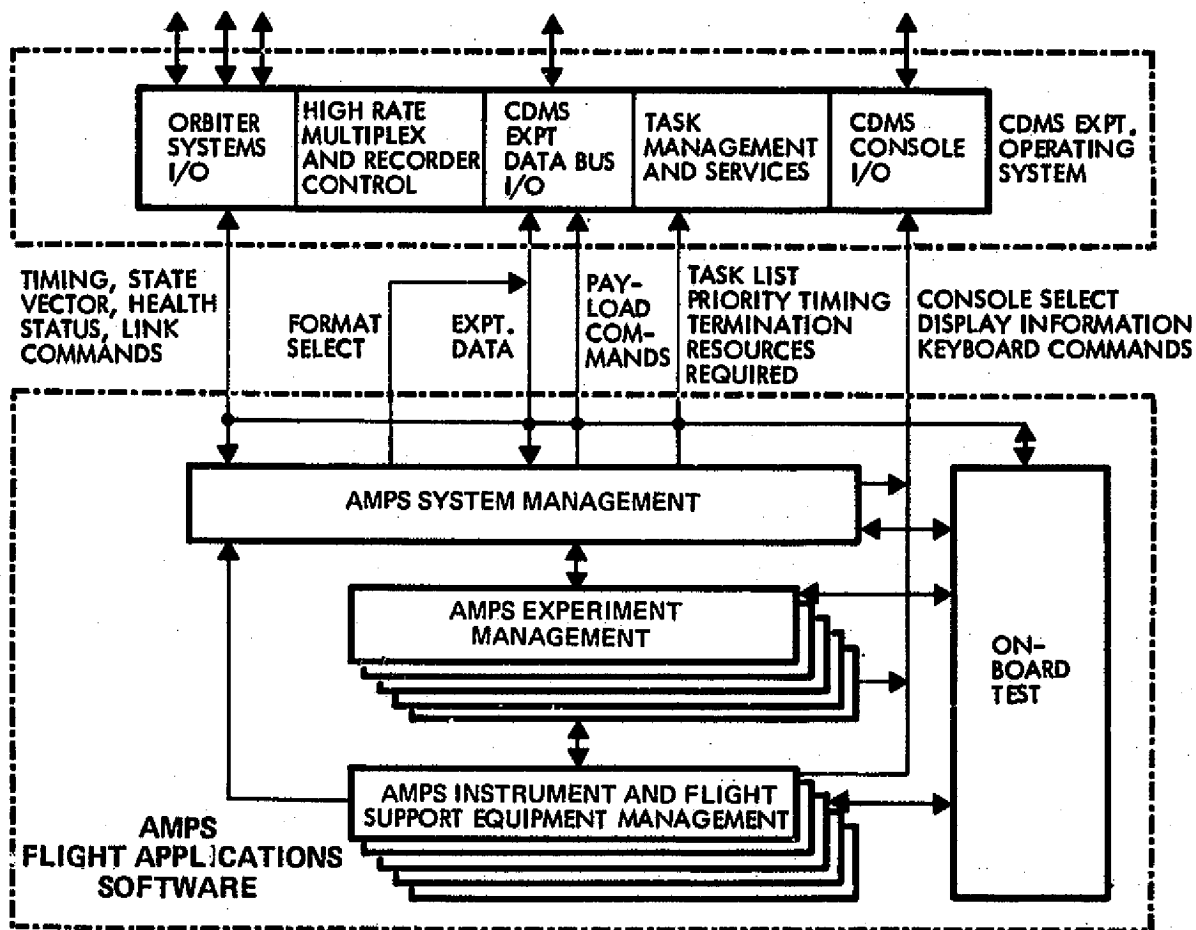 ORBITER
SYSTEMS
I/O
HIGH RATE
MULTIPLEX
AND RECORDER
CONTROL
CDMS
EXPT
DATA BUS
I/O
TASK
MANAGEMENT
AND SERVICES
CDMS
CONSOLE
I/O
CDMS EXPT.
OPERATING
SYSTEM
TIMING, STATE
VECTOR, HEALTH
STATUS, LINK
COMMANDS
FORMAT
SELECT
EXPT.
DATA
PAY-
LOAD
COM-
MANDS
TASK LIST
PRIORITY TIMING
TERMINATION
RESOURCES
REQUIRED
CONSOLE SELECT
DISPLAY INFORMATION
KEYBOARD COMMANDS
AMPS SYSTEM MANAGEMENT
AMPS EXPERIMENT
MANAGEMENT
ON-
BOARD
TEST
AMPS INSTRUMENT AND FLIGHT
SUPPORT EQUIPMENT MANAGEMENT
AMPS
FLIGHT APPLICATIONS
SOFTWARE